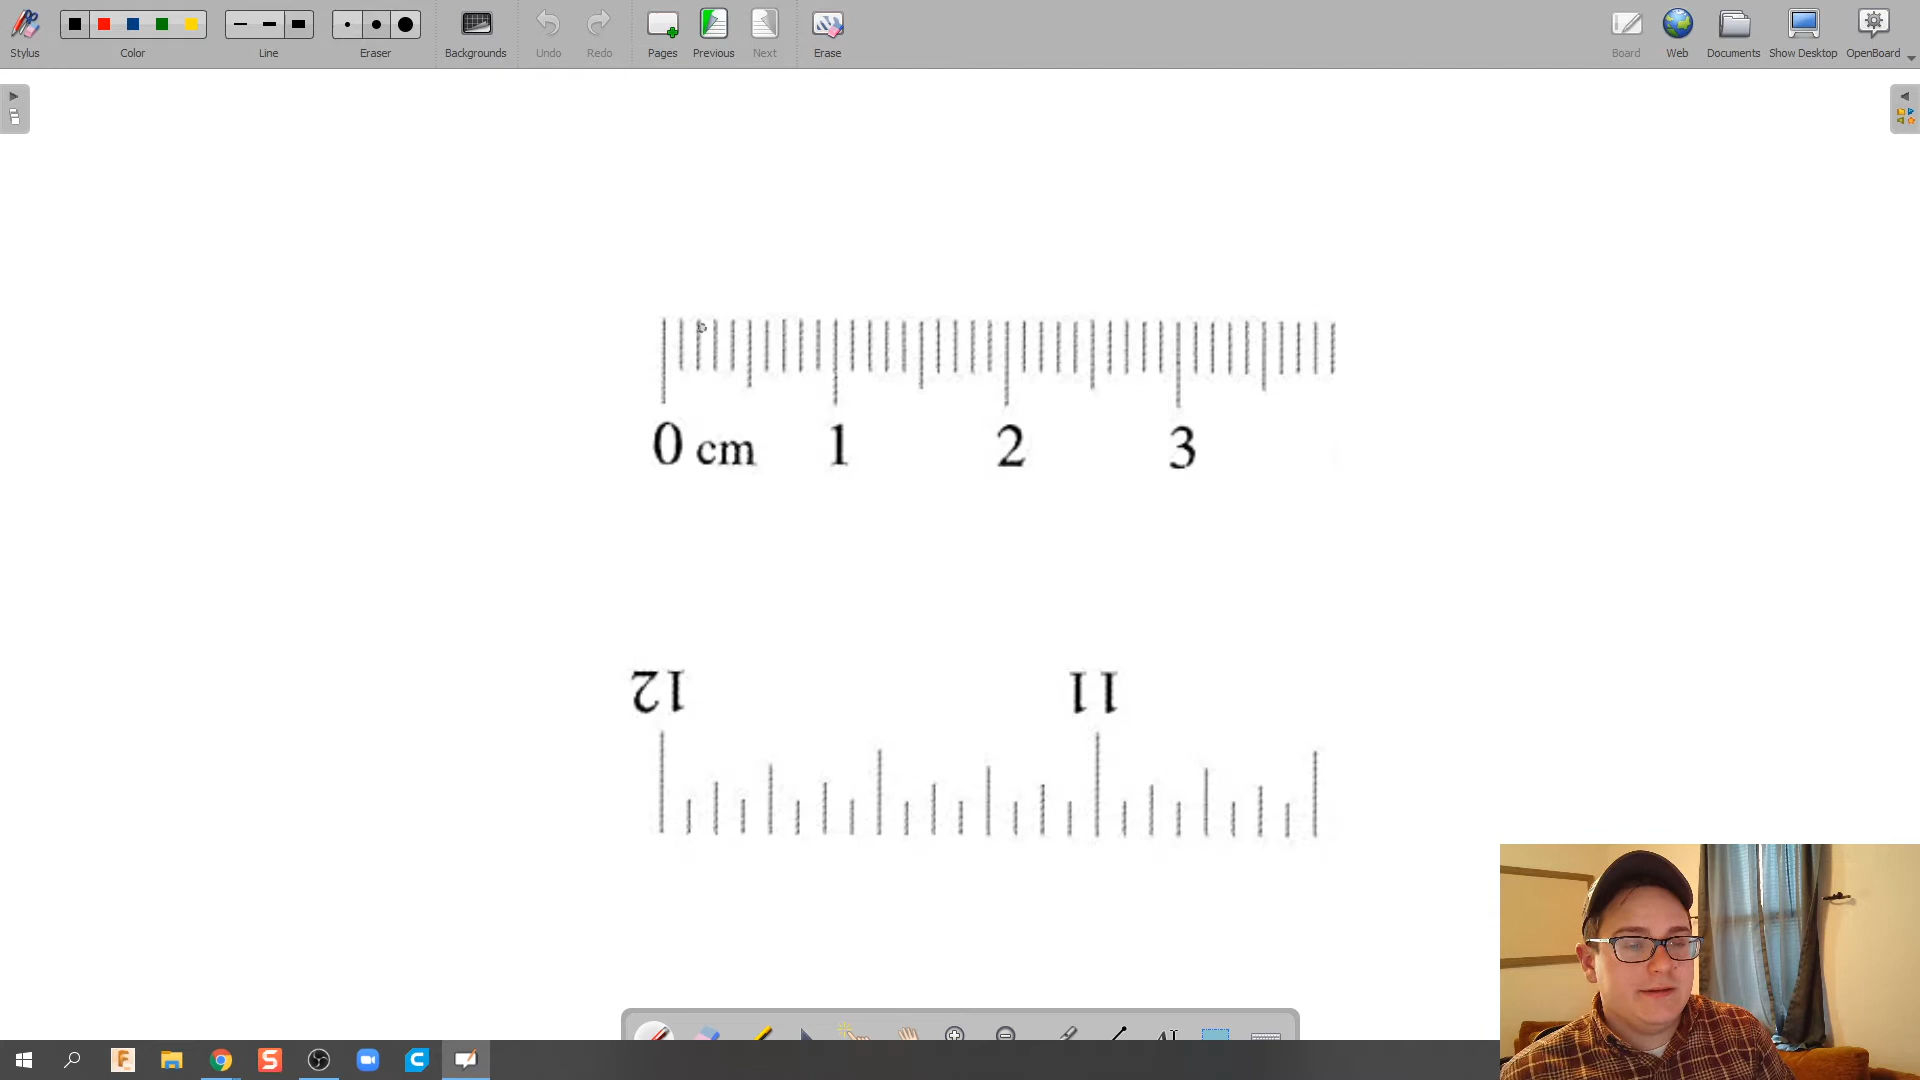 Stylus Color Line Eraser Backgrounds Undo Redo Pages Previous Next Erase Board Web Documents Show Desktop OpenBoard
0 cm 1 2 3
12 11